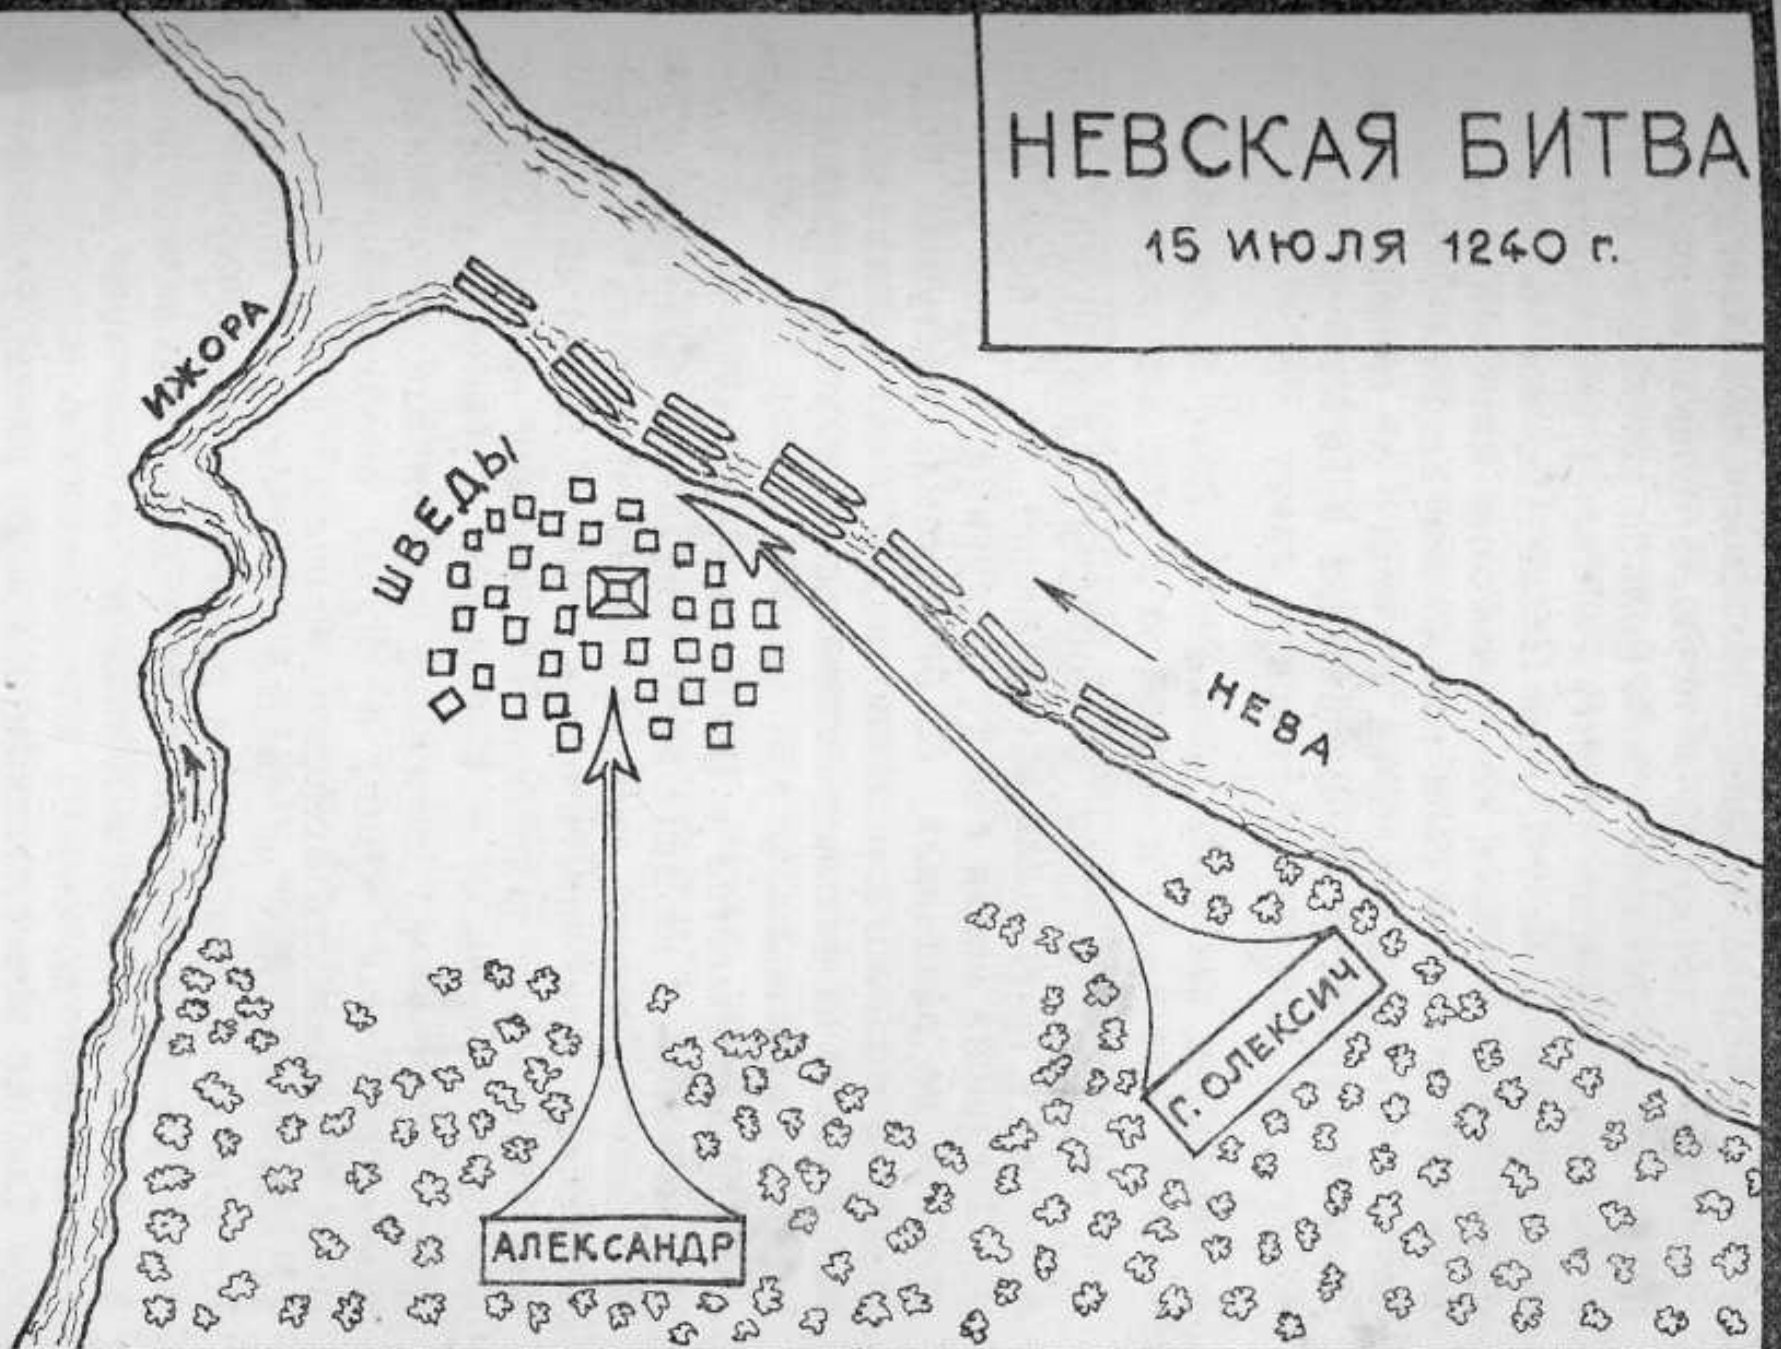 НЕВСКАЯ БИТВА
15 ИЮЛЯ 1240 г.
ИЖОРА
ШВЕДЫ
НЕВА
Г. ОЛЕКСИЧ
АЛЕКСАНДР